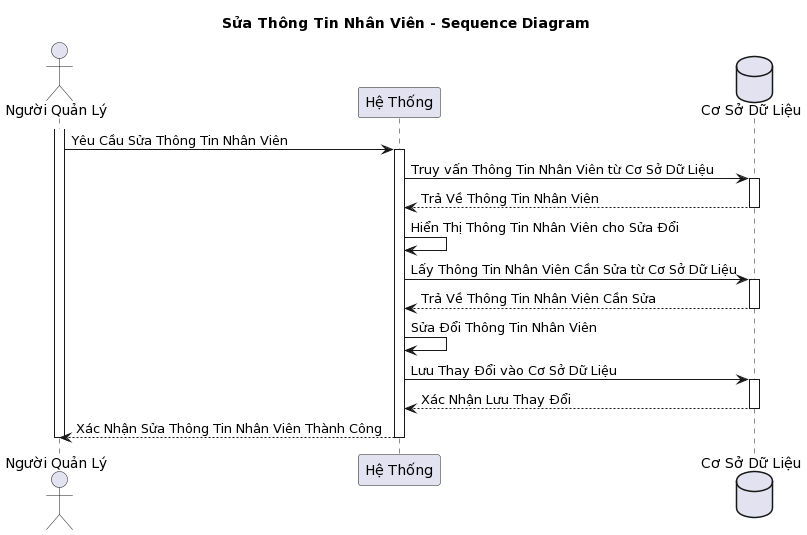 Sửa Thông Tin Nhân Viên - Sequence Diagram
Người Quản Lý
Hệ Thống
Cơ Sở Dữ Liệu
Yêu Cầu Sửa Thông Tin Nhân Viên
Truy vấn Thông Tin Nhân Viên từ Cơ Sở Dữ Liệu
Trả Về Thông Tin Nhân Viên
Hiển Thị Thông Tin Nhân Viên cho Sửa Đổi
Lấy Thông Tin Nhân Viên Cần Sửa từ Cơ Sở Dữ Liệu
Trả Về Thông Tin Nhân Viên Cần Sửa
Sửa Đổi Thông Tin Nhân Viên
Lưu Thay Đổi vào Cơ Sở Dữ Liệu
Xác Nhận Lưu Thay Đổi
Xác Nhận Sửa Thông Tin Nhân Viên Thành Công
Người Quản Lý
Hệ Thống
Cơ Sở Dữ Liệu